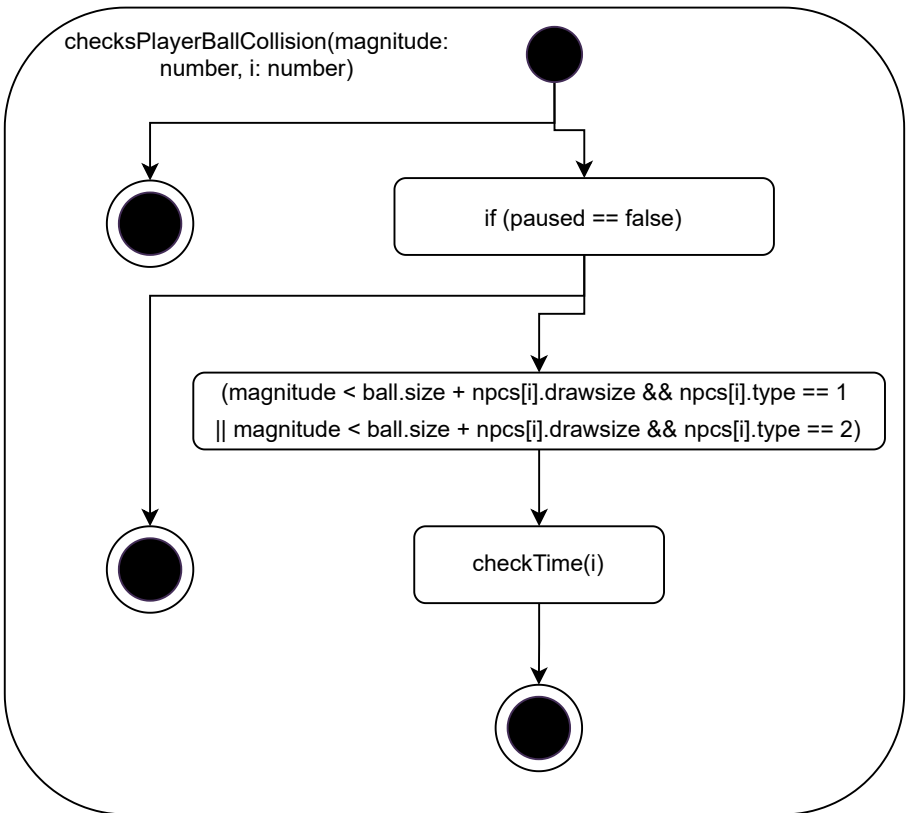 checksPlayerBallCollision(magnitude:
number, i: number)
if (paused == false)
(magnitude < ball.size + npcs[i].drawsize && npcs[i].type == 1
|| magnitude < ball.size + npcs[i].drawsize && npcs[i].type == 2)
checkTime(i)